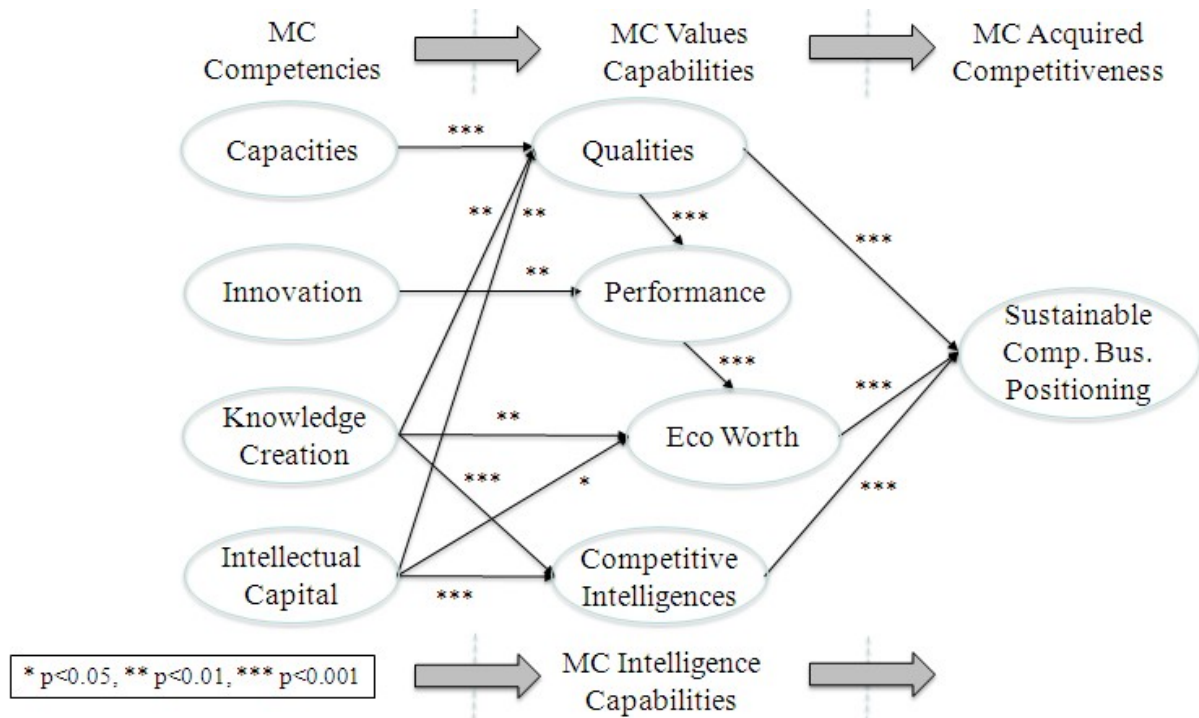 MC
Competencies
MC Values
Capabilities
MC Acquired
Competitiveness
Capacities
***
Qualities
**
**
***
***
Innovation
**
Performance
Sustainable
Comp. Bus.
Positioning
***
***
Knowledge
Creation
**
Eco Worth
***
*
***
Intellectual
Capital
***
Competitive
Intelligences
* p<0.05, ** p<0.01, *** p<0.001
MC Intelligence
Capabilities